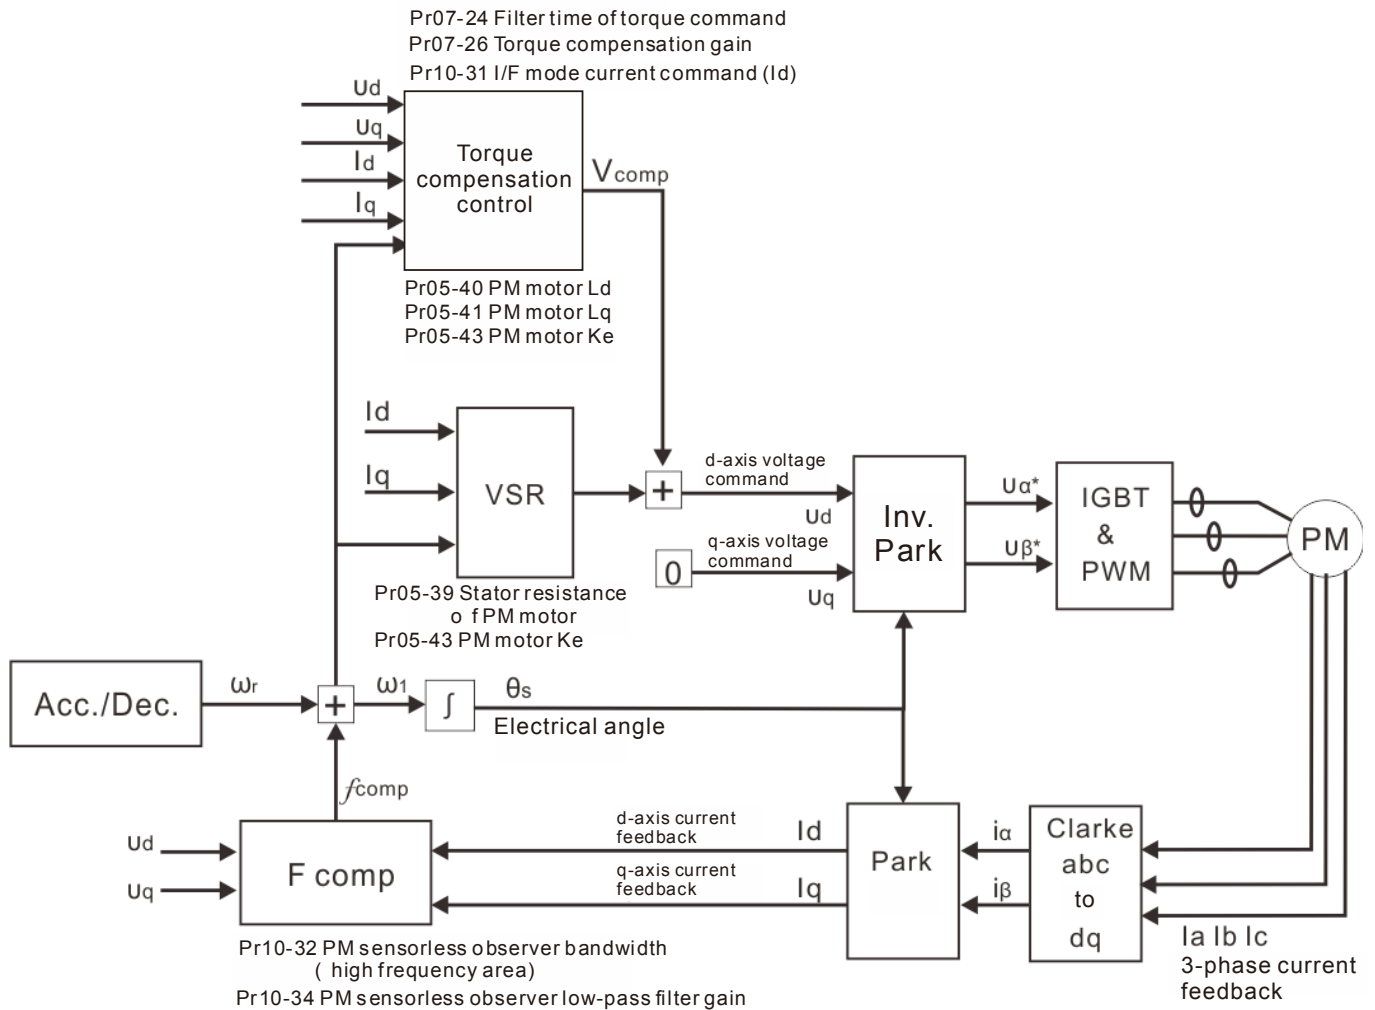 Pr07-24 Filter time of torque command
Pr07-26 Torque compensation gain
Pr10-31 I/F mode current command (Id)
ud
uq
Id
Iq
Torque
compensation
control
Vcomp
Pr05-40 PM motor Ld
Pr05-41 PM motor Lq
Pr05-43 PM motor Ke
Id
Iq
VSR
+
d-axis voltage
command
ud
q-axis voltage
command
0
uq
Inv.
Park
uα*
uβ*
IGBT
&
PWM
PM
Pr05-39 Stator resistance
o f PM motor
Pr05-43 PM motor Ke
Acc./Dec.
ωr
+
ω1
∫
θs
Electrical angle
fcomp
ud
uq
F comp
d-axis current
feedback
Id
q-axis current
feedback
Iq
Park
iα
iβ
Clarke
abc
to
dq
Ia Ib Ic
3-phase current
feedback
Pr10-32 PM sensorless observer bandwidth
( high frequency area)
Pr10-34 PM sensorless observer low-pass filter gain